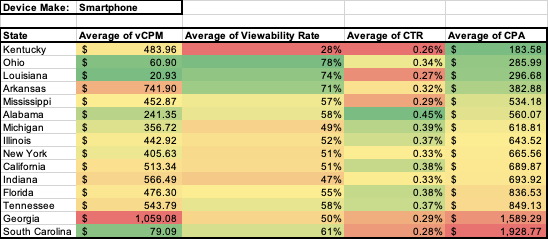 Device Make: Smartphone
State Average of vCPM Average of Viewability Rate Average of CTR Average of CPA
Kentucky $ 483.96 28% 0.26% $ 183.58
Ohio $ 60.90 78% 0.34% $ 285.99
Louisiana $ 20.93 74% 0.27% $ 296.68
Arkansas $ 741.90 71% 0.32% $ 382.88
Mississippi $ 452.87 57% 0.29% $ 534.18
Alabama $ 241.35 58% 0.45% $ 560.07
Michigan $ 356.72 49% 0.39% $ 618.81
Illinois $ 442.92 52% 0.37% $ 643.52
New York $ 405.63 51% 0.33% $ 665.56
California $ 513.34 51% 0.38% $ 689.87
Indiana $ 566.49 47% 0.33% $ 693.92
Florida $ 476.30 55% 0.38% $ 836.53
Tennessee $ 543.79 58% 0.37% $ 849.13
Georgia $ 1,059.08 50% 0.29% $ 1,589.29
South Carolina $ 79.09 61% 0.28% $ 1,928.77